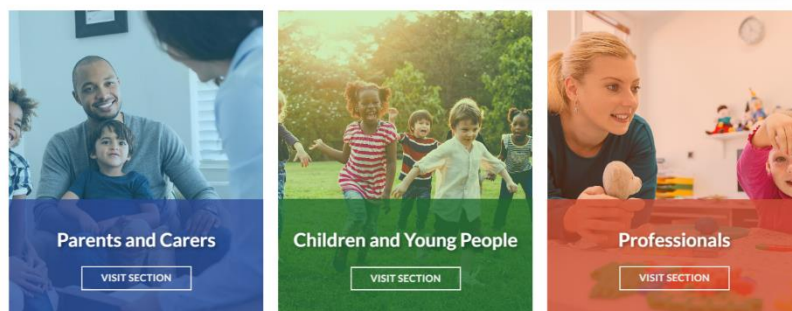 Parents and Carers
VISIT SECTION
Children and Young People
VISIT SECTION
Professionals
VISIT SECTION